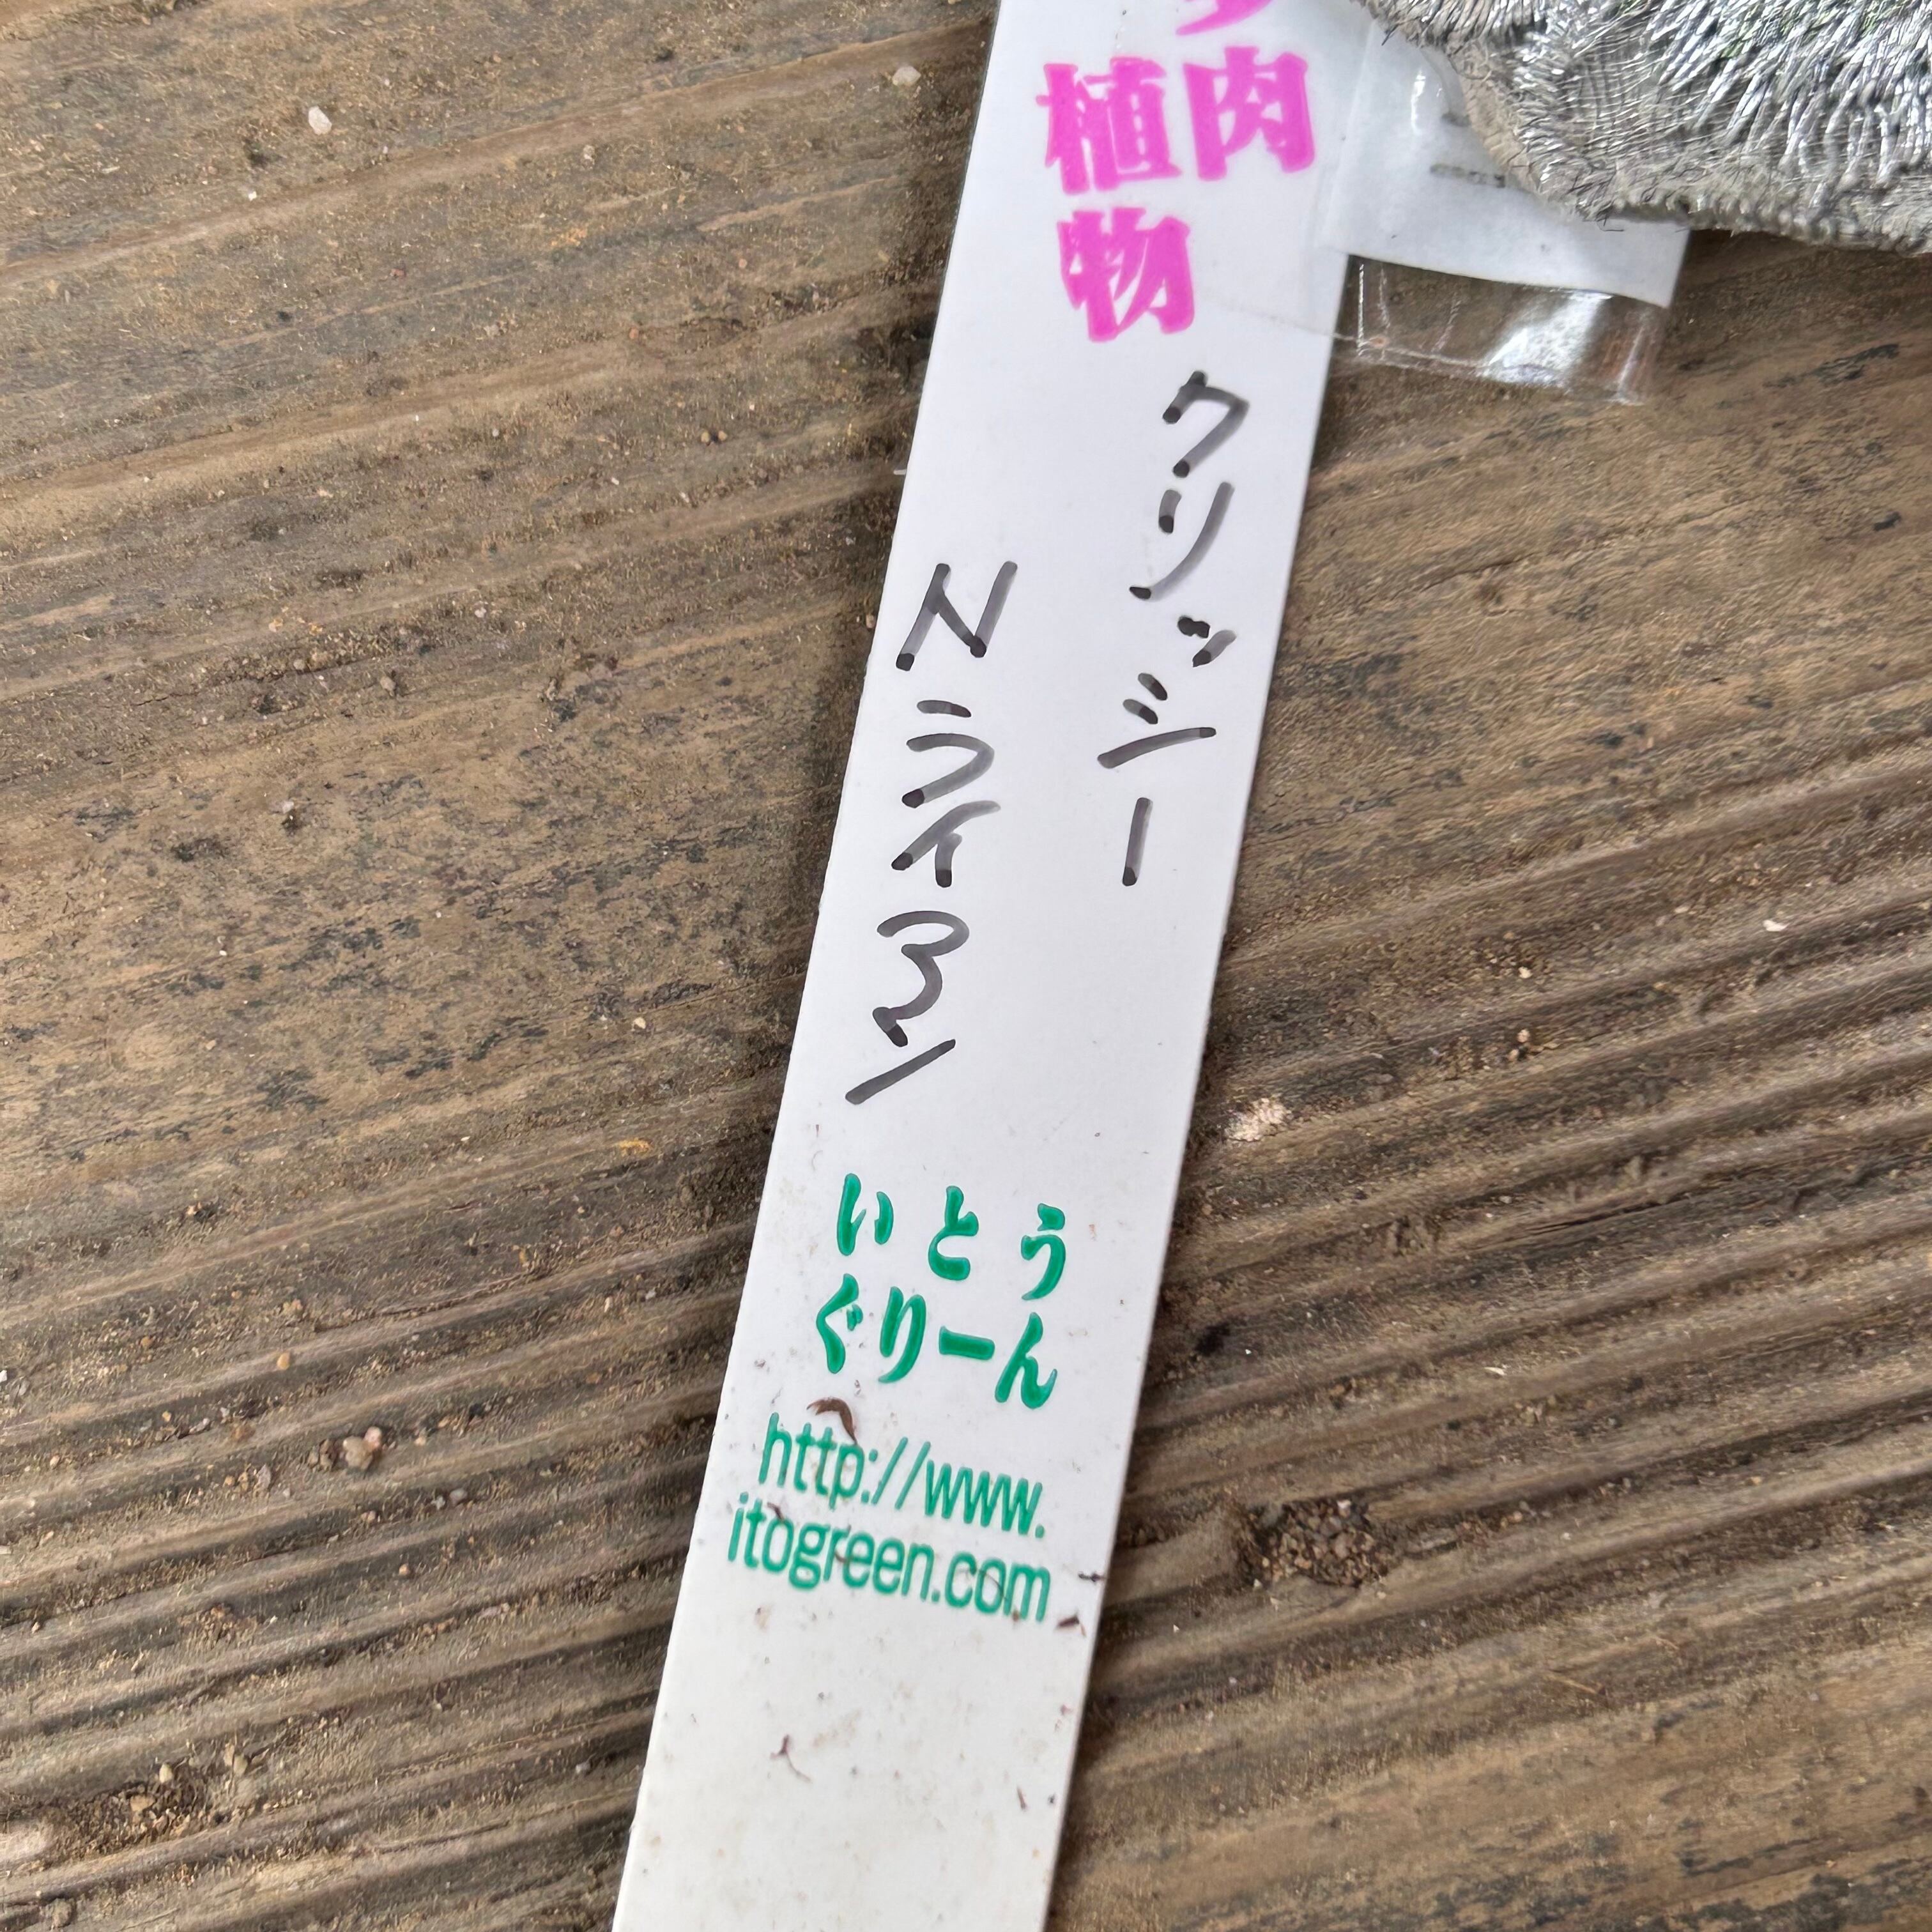 多肉
植物
クリッシー
Nライアン
いとう
ぐりーん
http://www.
itogreen.com